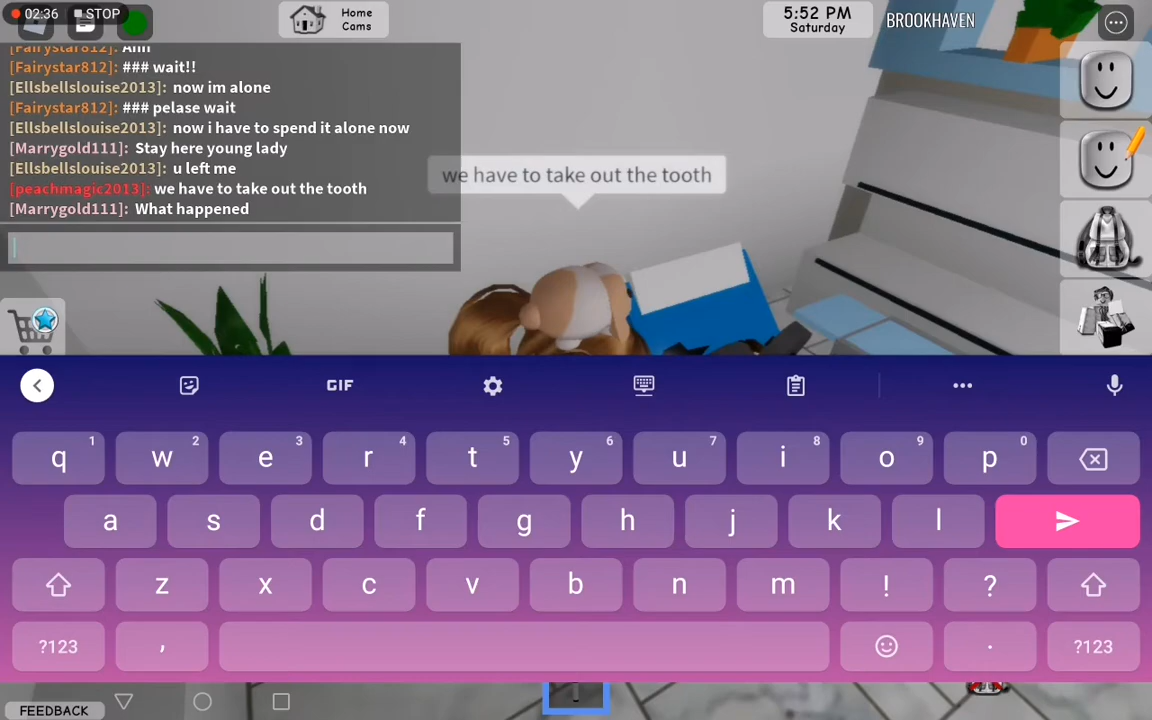 02:36 STOP
Home
Cams
5:52 PM
Saturday
BROOKHAVEN
[Fairystar812]: Ahh
[Fairystar812]: ### wait!!
[Ellsbellslouise2013]: now im alone
[Fairystar812]: ### pelase wait
[Ellsbellslouise2013]: now i have to spend it alone now
[Marrygold111]: Stay here young lady
[Ellsbellslouise2013]: u left me
[peachmagic2013]: we have to take out the tooth
[Marrygold111]: What happened
we have to take out the tooth
GIF
q 1 w 2 e 3 r 4 t 5 y 6 u 7 i 8 o 9 p 0
a s d f g h j k l
z x c v b n m ! ?
?123 , . ?123
FEEDBACK